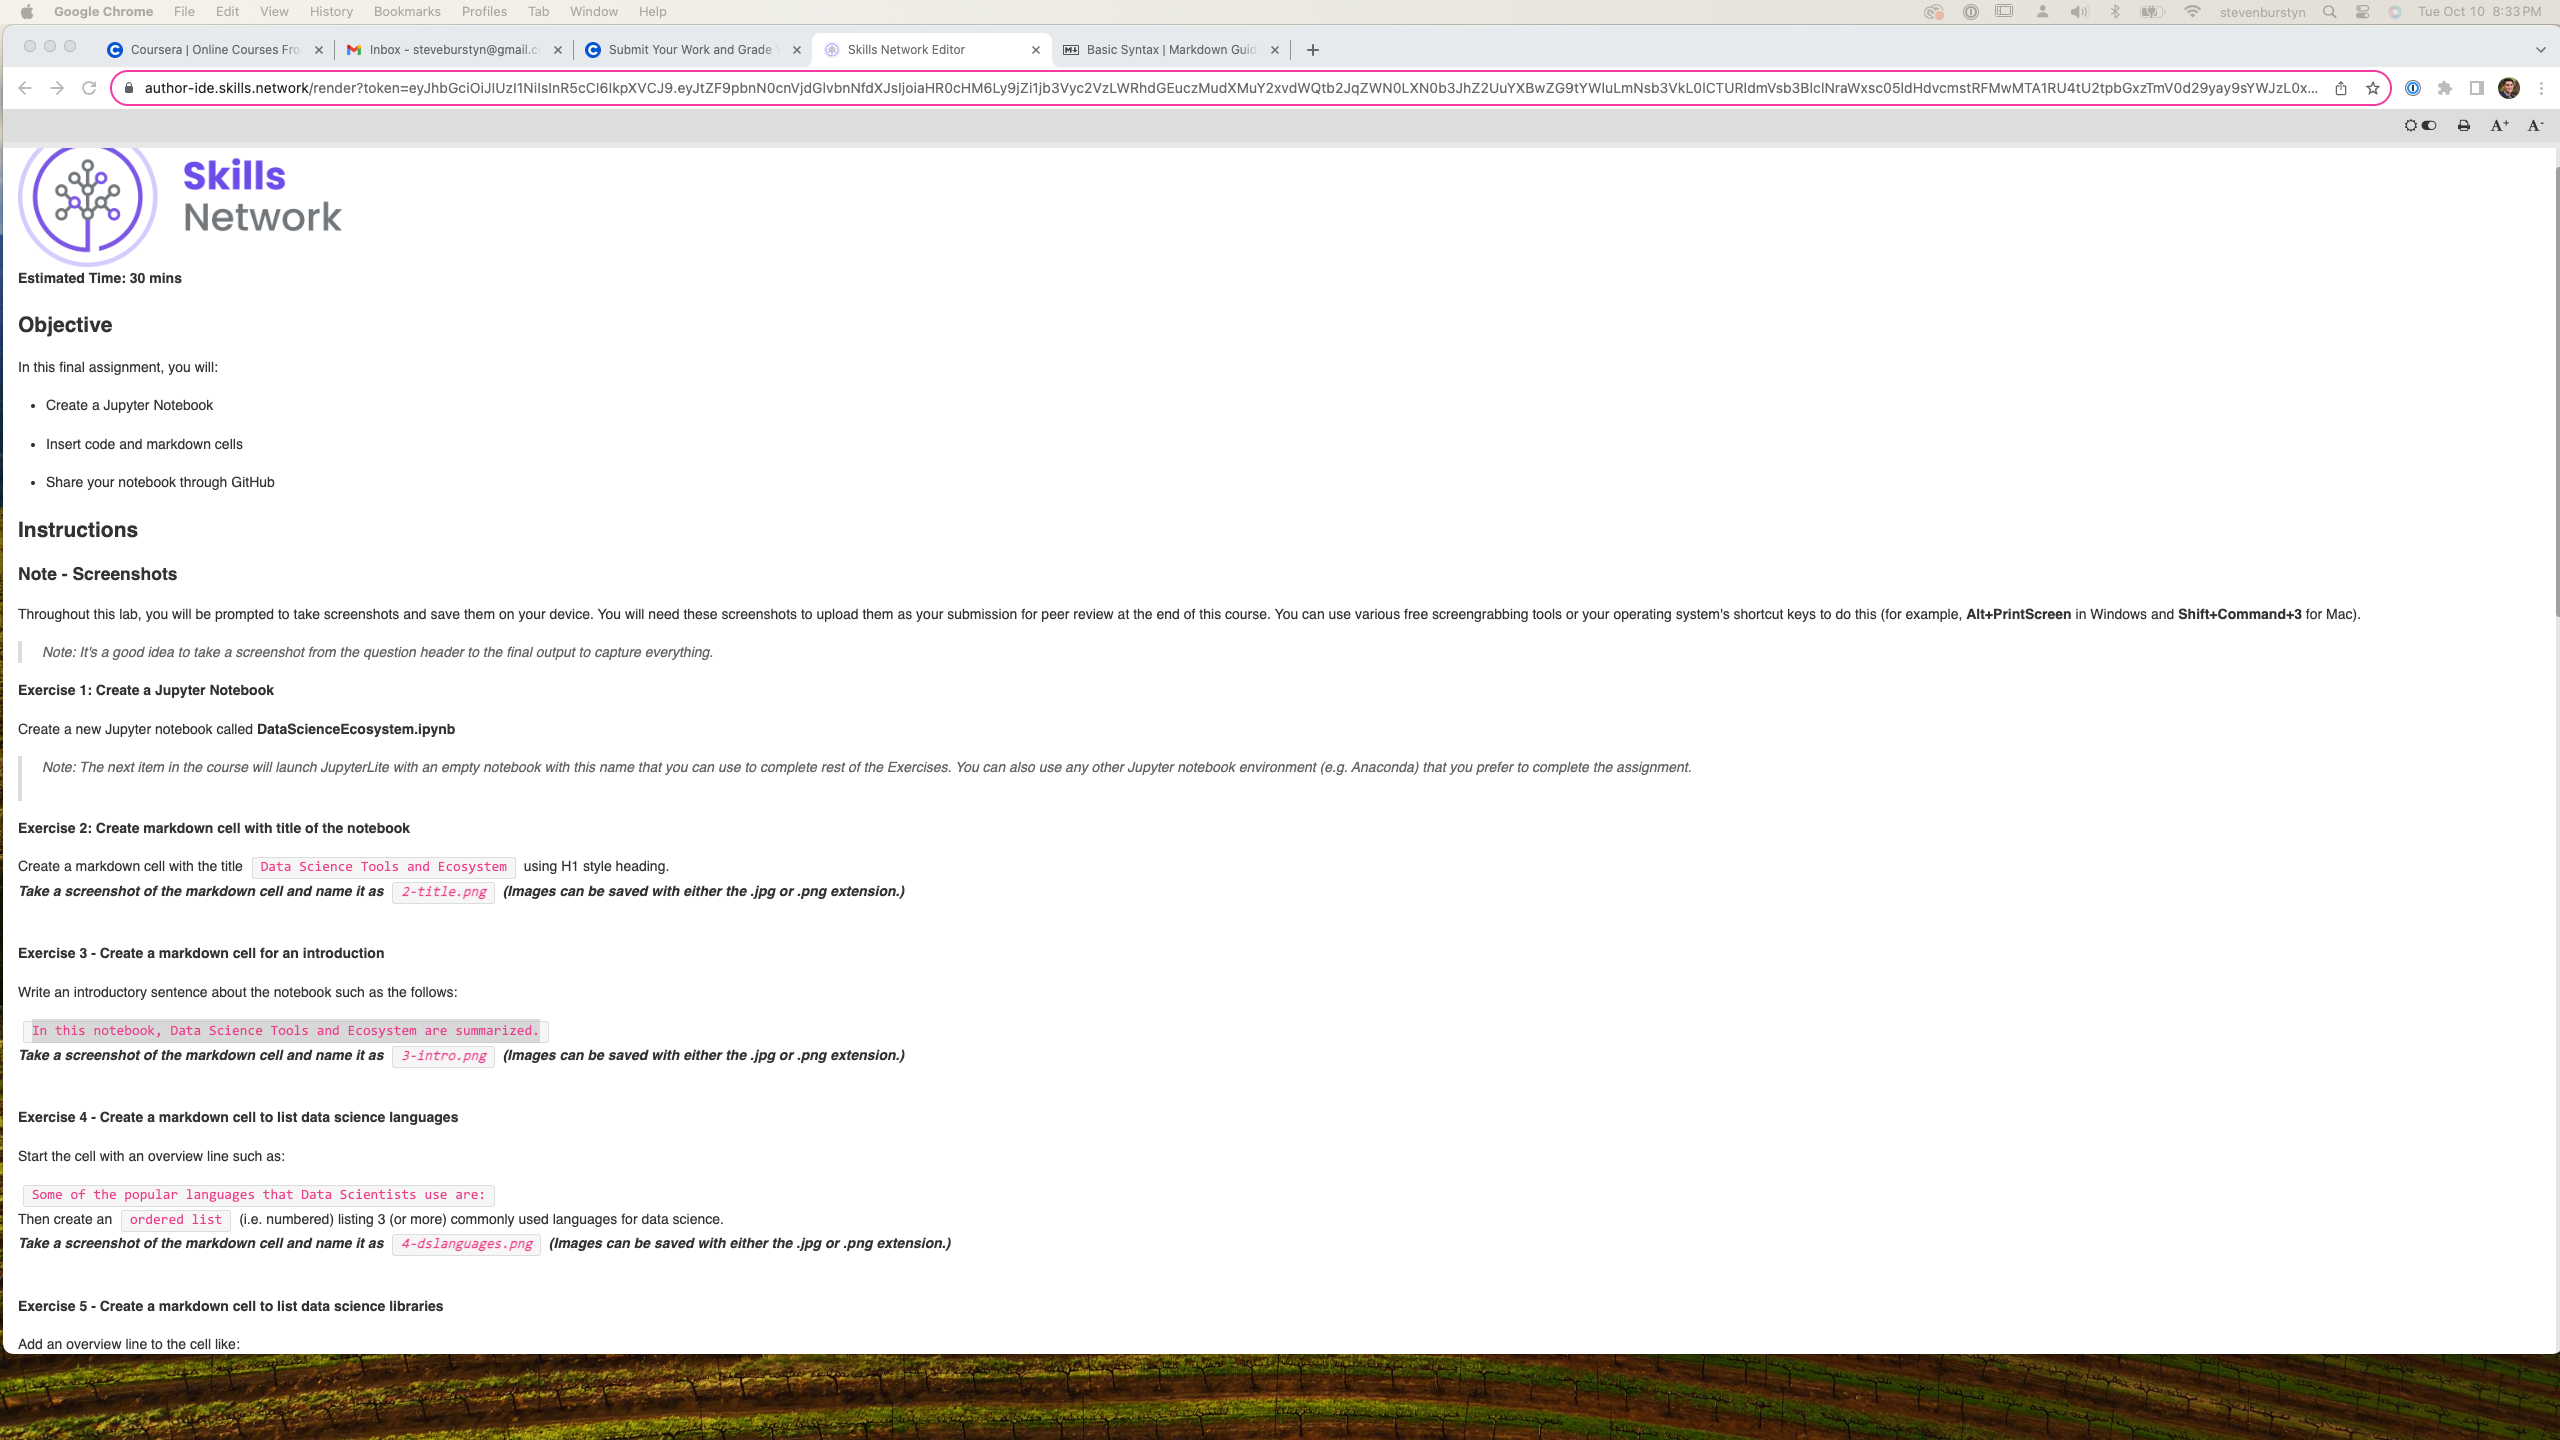 Google Chrome File Edit View History Bookmarks Profiles Tab Window Help
stevenburstyn Tue Oct 10 8:33 PM
Coursera | Online Courses Fro
Inbox - steveburstyn@gmail.c
Submit Your Work and Grade
Skills Network Editor
Basic Syntax | Markdown Guid
A+ A-
Skills
Network
Estimated Time: 30 mins
Objective
In this final assignment, you will:
• Create a Jupyter Notebook
• Insert code and markdown cells
• Share your notebook through GitHub
Instructions
Note - Screenshots
Throughout this lab, you will be prompted to take screenshots and save them on your device. You will need these screenshots to upload them as your submission for peer review at the end of this course. You can use various free screengrabbing tools or your operating system's shortcut keys to do this (for example, Alt+PrintScreen in Windows and Shift+Command+3 for Mac).
Note: It's a good idea to take a screenshot from the question header to the final output to capture everything.
Exercise 1: Create a Jupyter Notebook
Create a new Jupyter notebook called DataScienceEcosystem.ipynb
Note: The next item in the course will launch JupyterLite with an empty notebook with this name that you can use to complete rest of the Exercises. You can also use any other Jupyter notebook environment (e.g. Anaconda) that you prefer to complete the assignment.
Exercise 2: Create markdown cell with title of the notebook
Create a markdown cell with the title Data Science Tools and Ecosystem using H1 style heading.
Take a screenshot of the markdown cell and name it as 2-title.png (Images can be saved with either the .jpg or .png extension.)
Exercise 3 - Create a markdown cell for an introduction
Write an introductory sentence about the notebook such as the follows:
In this notebook, Data Science Tools and Ecosystem are summarized.
Take a screenshot of the markdown cell and name it as 3-intro.png (Images can be saved with either the .jpg or .png extension.)
Exercise 4 - Create a markdown cell to list data science languages
Start the cell with an overview line such as:
Some of the popular languages that Data Scientists use are:
Then create an ordered list (i.e. numbered) listing 3 (or more) commonly used languages for data science.
Take a screenshot of the markdown cell and name it as 4-dslanguages.png (Images can be saved with either the .jpg or .png extension.)
Exercise 5 - Create a markdown cell to list data science libraries
Add an overview line to the cell like: